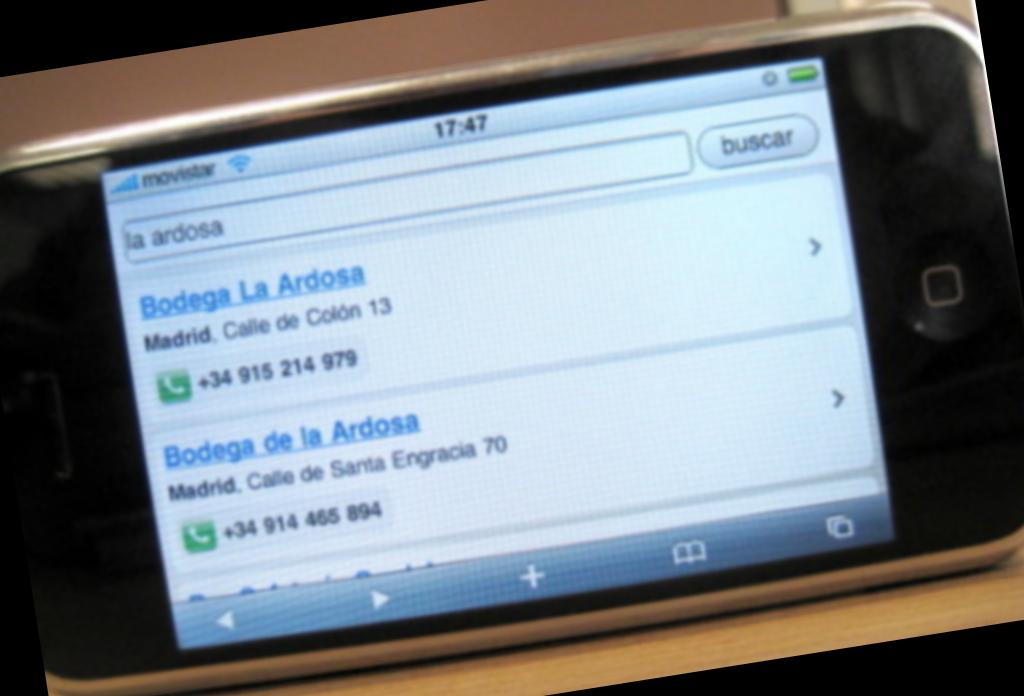 movistar 17:47
la ardosa buscar
Bodega La Ardosa
Madrid. Calle de Colón 13
+34 915 214 979
Bodega de la Ardosa
Madrid. Calle de Santa Engracia 70
+34 914 465 894